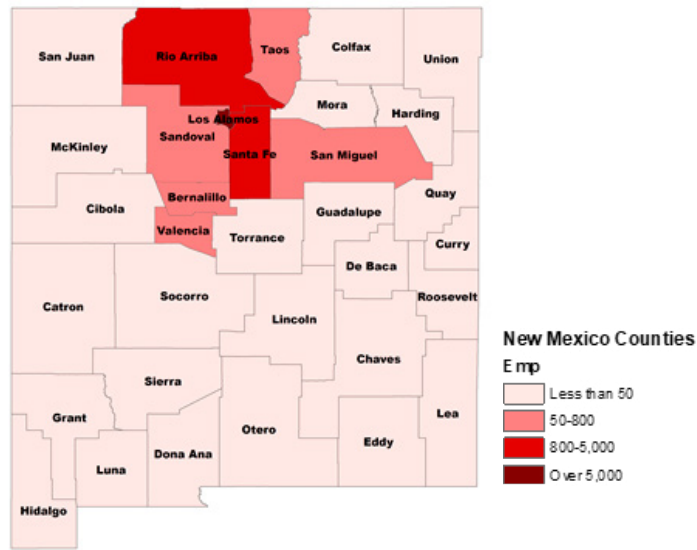 San Juan
Rio Arriba
Taos
Colfax
Union
Mora
Harding
Los Alamos
Sandoval
McKinley
Santa Fe
San Miguel
Bernalillo
Quay
Cibola
Guadalupe
Valencia
Torrance
Curry
De Baca
Socorro
Roosevelt
Catron
Lincoln
New Mexico Counties
Emp
Less than 50
50-800
800-5,000
Over 5,000
Chaves
Sierra
Grant
Lea
Otero
Eddy
Dona Ana
Luna
Hidalgo